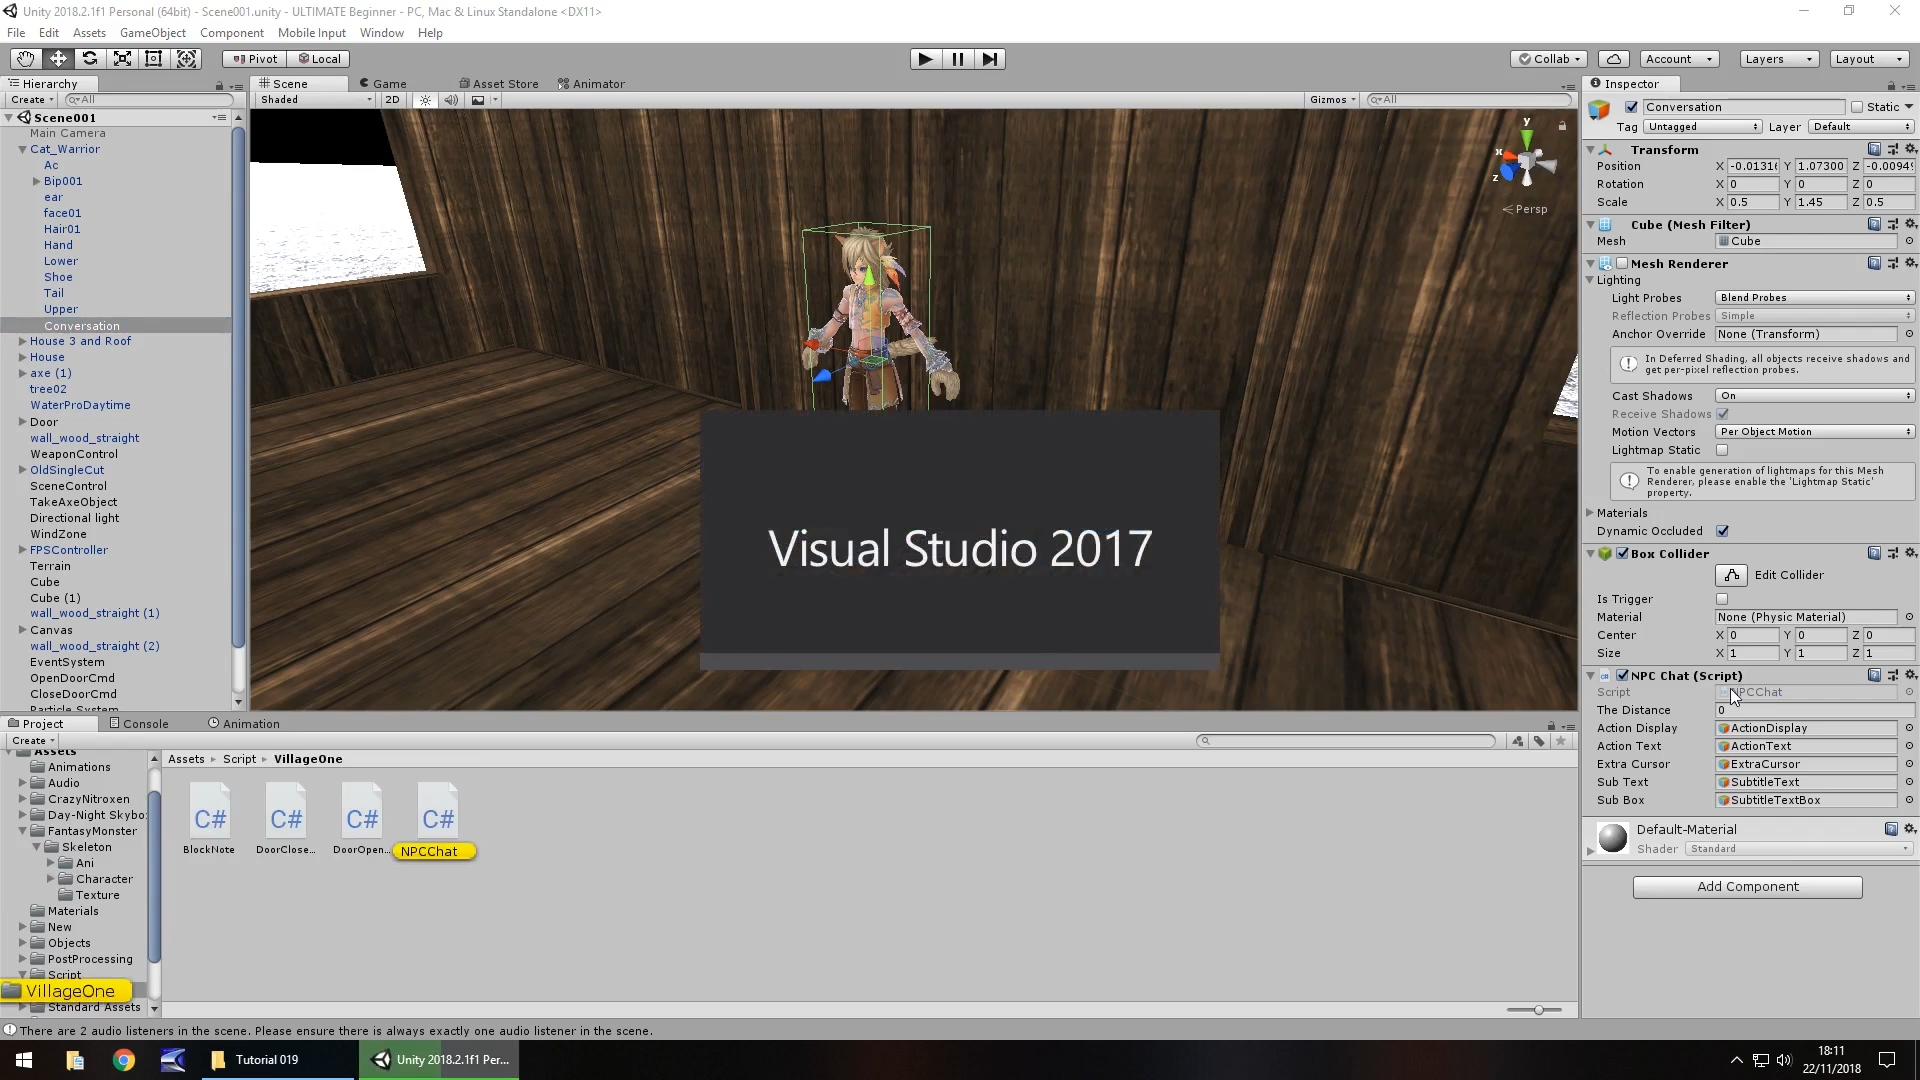 Unity 2018.2.1f1 Personal (64bit) - Scene001.unity - ULTIMATE Beginner - PC, Mac & Linux Standalone <DX11>
File Edit Assets GameObject Component Mobile Input Window Help
Pivot Local Collab Account Layers Layout
Hierarchy
Create All
Scene001
Main Camera
Cat_Warrior
Ac
Bip001
ear
face01
Hair01
Hand
Lower
Shoe
Tail
Upper
Conversation
House 3 and Roof
House
axe (1)
tree02
WaterProDaytime
Door
wall_wood_straight
WeaponControl
OldSingleCut
SceneControl
TakeAxeObject
Directional light
WindZone
FPSController
Terrain
Cube
Cube (1)
wall_wood_straight (1)
Canvas
wall_wood_straight (2)
EventSystem
OpenDoorCmd
CloseDoorCmd
Particle System
Scene Game Asset Store Animator
Shaded 2D Gizmos All
y
x
z
Persp
Visual Studio 2017
Inspector
Conversation Static
Tag Untagged Layer Default
Transform
Position X -0.0131 Y 1.07300 Z -0.0094
Rotation X 0 Y 0 Z 0
Scale X 0.5 Y 1.45 Z 0.5
Cube (Mesh Filter)
Mesh Cube
Mesh Renderer
Lighting
Light Probes Blend Probes
Reflection Probes Simple
Anchor Override None (Transform)
In Deferred Shading, all objects receive shadows and
get per-pixel reflection probes.
Cast Shadows On
Receive Shadows
Motion Vectors Per Object Motion
Lightmap Static
To enable generation of lightmaps for this Mesh
Renderer, please enable the 'Lightmap Static'
property.
Materials
Dynamic Occluded
Box Collider
Edit Collider
Is Trigger
Material None (Physic Material)
Center X 0 Y 0 Z 0
Size X 1 Y 1 Z 1
NPC Chat (Script)
Script NPCChat
The Distance 0
Action Display ActionDisplay
Action Text ActionText
Extra Cursor ExtraCursor
Sub Text SubtitleText
Sub Box SubtitleTextBox
Default-Material
Shader Standard
Add Component
Project Console Animation
Create
Assets
Animations
Audio
CrazyNitroxen
Day-Night Skybo
FantasyMonster
Skeleton
Ani
Character
Texture
Materials
New
Objects
PostProcessing
Script
VillageOne
Standard Assets
Assets Script VillageOne
C# C# C# C#
BlockNote DoorClose... DoorOpen... NPCChat
There are 2 audio listeners in the scene. Please ensure there is always exactly one audio listener in the scene.
Tutorial 019 Unity 2018.2.1f1 Per...
18:11
22/11/2018